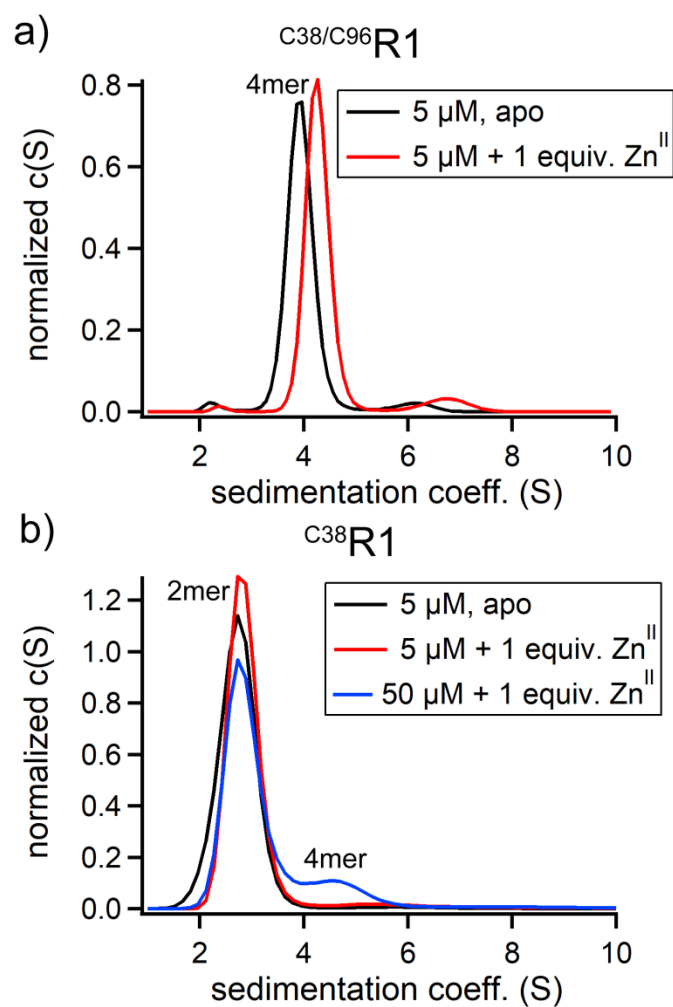 a)
C38/C96R1
4mer
5 µM, apo
5 µM + 1 equiv. ZnII
normalized c(S)
0.8
0.6
0.4
0.2
0.0
2 4 6 8 10
sedimentation coeff. (S)
b)
C38R1
2mer
5 µM, apo
5 µM + 1 equiv. ZnII
50 µM + 1 equiv. ZnII
4mer
normalized c(S)
1.2
1.0
0.8
0.6
0.4
0.2
0.0
2 4 6 8 10
sedimentation coeff. (S)